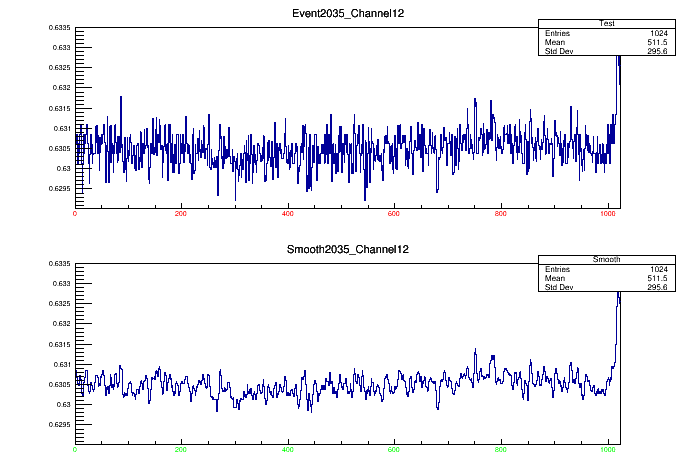 Event2035_Channel12
Test
Entries 1024
Mean 511.5
Std Dev 295.6
0.6335
0.633
0.6325
0.632
0.6315
0.631
0.6305
0.63
0.6295
0 200 400 600 800 1000
Smooth2035_Channel12
Smooth
Entries 1024
Mean 511.5
Std Dev 295.6
0.6335
0.633
0.6325
0.632
0.6315
0.631
0.6305
0.63
0.6295
0 200 400 600 800 1000